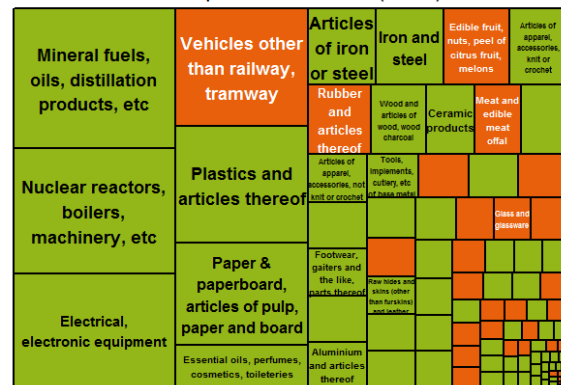 Mineral fuels,
oils, distillation
products, etc
Nuclear reactors,
boilers,
machinery, etc
Electrical,
electronic equipment
Vehicles other
than railway,
tramway
Plastics and
articles thereof
Paper &
paperboard,
articles of pulp,
paper and board
Essential oils, perfumes,
cosmetics, toileteries
Articles
of iron
or steel
Iron and
steel
Edible fruit,
nuts, peel of
citrus fruit,
melons
Articles of
apparel,
accessories,
knit or
crochet
Rubber
and
articles
thereof
Wood and
articles of
wood, wood
charcoal
Ceramic
products
Meat and
edible
meat
offal
Articles of
apparel,
accessories, not
knit or crochet
Tools,
implements,
cutlery, etc
of base metal
Glass and
glassware
Footwear,
gaiters and
the like,
parts thereof
Raw hides and
skins (other
than furskins)
and leather
Aluminium and
articles thereof